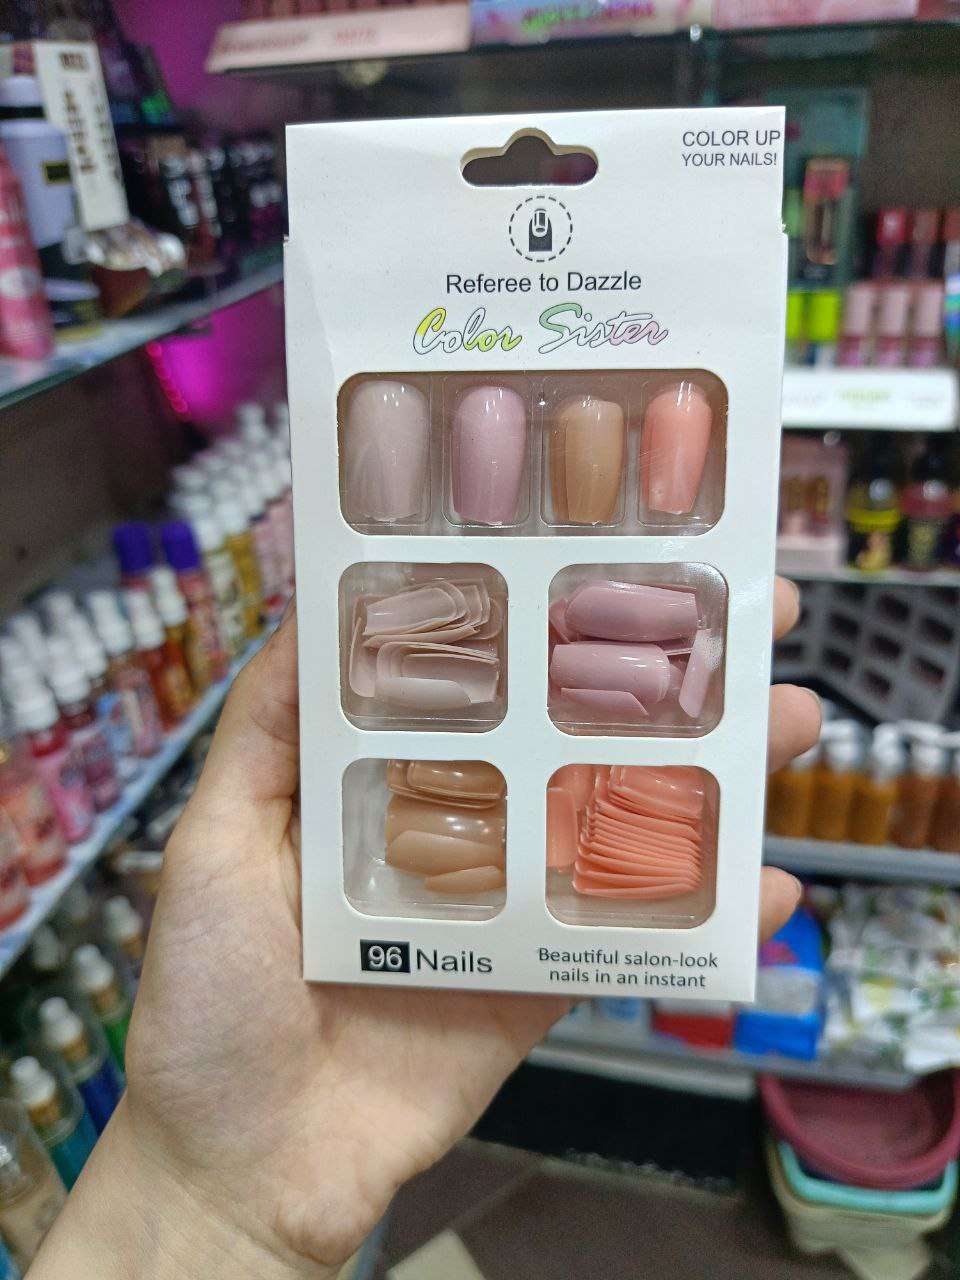 COLOR UP
YOUR NAILS!
Referee to Dazzle
Color Sister
96 Nails
Beautiful salon-look
nails in an instant